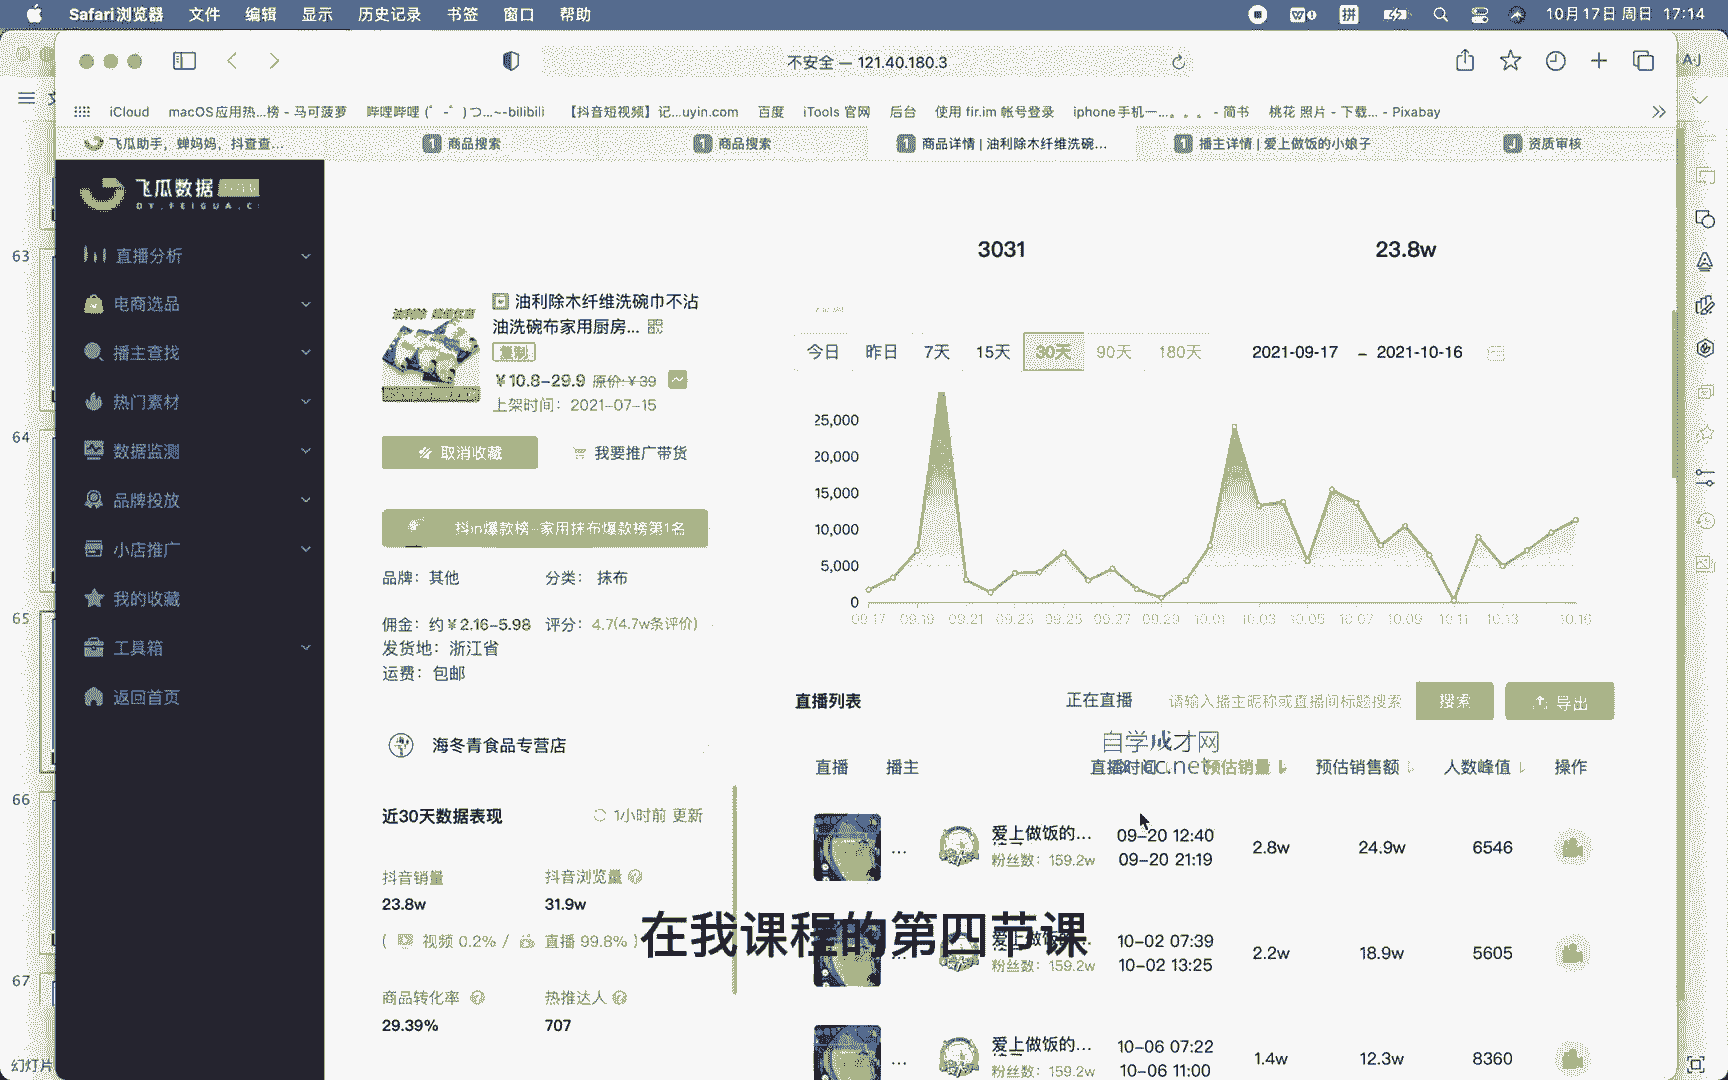 Safari浏览器 文件 编辑 显示 历史记录 书签 窗口 帮助 拼 10月17日 周日 17:14
不安全 — 121.40.180.3
iCloud macOS应用热...榜 - 马可菠萝 哔哩哔哩 (゜-゜)つ...~-bilibili 【抖音短视频】记...uyin.com 百度 iTools 官网 后台 使用 fir.im 帐号登录 iphone手机一...。。。 - 简书 桃花 照片 - 下载... - Pixabay
飞瓜助手，蝉妈妈，抖查查... 1 商品搜索 1 商品搜索 1 商品详情 | 油利除木纤维洗碗... 1 播主详情 | 爱上做饭的小娘子 资质审核
飞瓜数据
DY.FEIGUA.C
直播分析
电商选品
播主查找
热门素材
数据监测
品牌投放
小店推广
我的收藏
工具箱
返回首页
63
64
65
66
67
幻灯片
3031 23.8w
油利除木纤维洗碗巾不沾
油洗碗布家用厨房...
复制
￥10.8-29.9 原价:￥39
上架时间：2021-07-15
取消收藏 我要推广带货
抖in爆款榜-家用抹布爆款榜第1名
品牌：其他 分类：抹布
佣金：约￥2.16-5.98 评分：4.7(4.7w条评价)
发货地：浙江省
运费：包邮
海冬青食品专营店
近30天数据表现 1小时前 更新
抖音销量 抖音浏览量
23.8w 31.9w
( 视频 0.2% / 直播 99.8% )
商品转化率 热推达人
29.39% 707
今日 昨日 7天 15天 30天 90天 180天 2021-09-17 - 2021-10-16
25,000
20,000
15,000
10,000
5,000
0
09.17 09.19 09.21 09.23 09.25 09.27 09.29 10.01 10.03 10.05 10.07 10.09 10.11 10.13 10.16
直播列表 正在直播 请输入播主昵称或直播间标题搜索 搜索 导出
自学成才网
cc.net
直播 播主 直播时间 预估销量 预估销售额 人数峰值 操作
... 爱上做饭的... 09-20 12:40 2.8w 24.9w 6546
粉丝数：159.2w 09-20 21:19
... 爱上做饭的... 10-02 07:39 2.2w 18.9w 5605
粉丝数：159.2w 10-02 13:25
... 爱上做饭的... 10-06 07:22 1.4w 12.3w 8360
粉丝数：159.2w 10-06 11:00
在我课程的第四节课